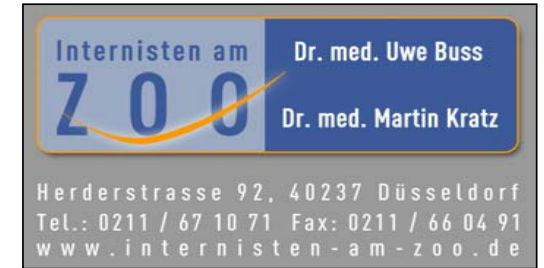 Internisten am
ZOO
Dr. med. Uwe Buss
Dr. med. Martin Kratz
Herderstrasse 92, 40237 Düsseldorf
Tel.: 0211 / 67 10 71 Fax: 0211 / 66 04 91
www.internisten-am-zoo.de